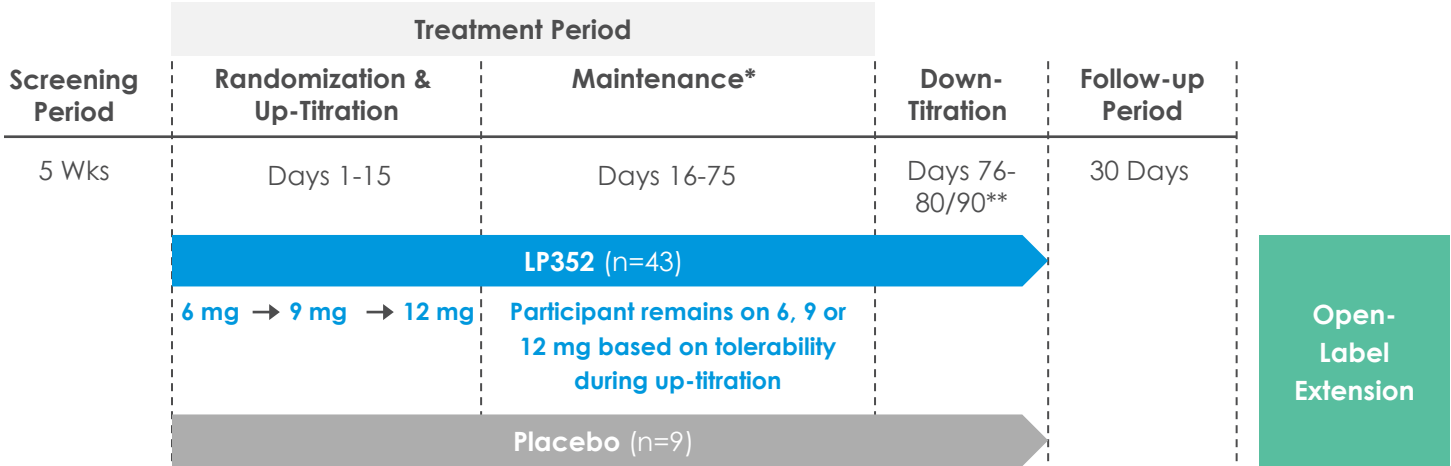 Treatment Period
Screening
Period
Randomization &
Up-Titration
Maintenance*
Down-
Titration
Follow-up
Period
5 Wks
Days 1-15
Days 16-75
Days 76-
80/90**
30 Days
LP352 (n=43)
6 mg → 9 mg → 12 mg
Participant remains on 6, 9 or
12 mg based on tolerability
during up-titration
Placebo (n=9)
Open-
Label
Extension